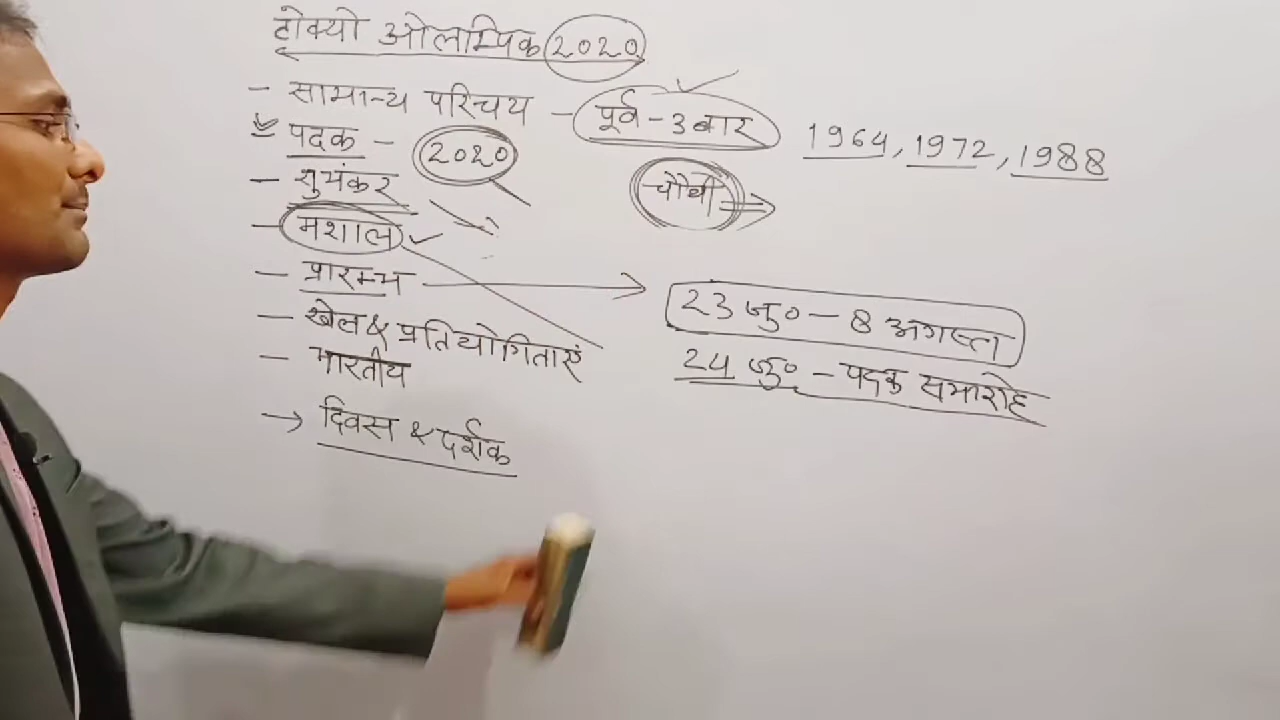 टोक्यो ओलम्पिक 2020
- सामान्य परिचय - पूर्व - 3 बार 1964, 1972, 1988
पदक - 2020
- शुभंकर चौथी
- मशाल
- प्रारम्भ → 23 जु० - 8 अगस्त
- खेल & प्रतियोगिताएं 24 जु० - पदक समारोह
- भारतीय
→ दिवस & दर्शक